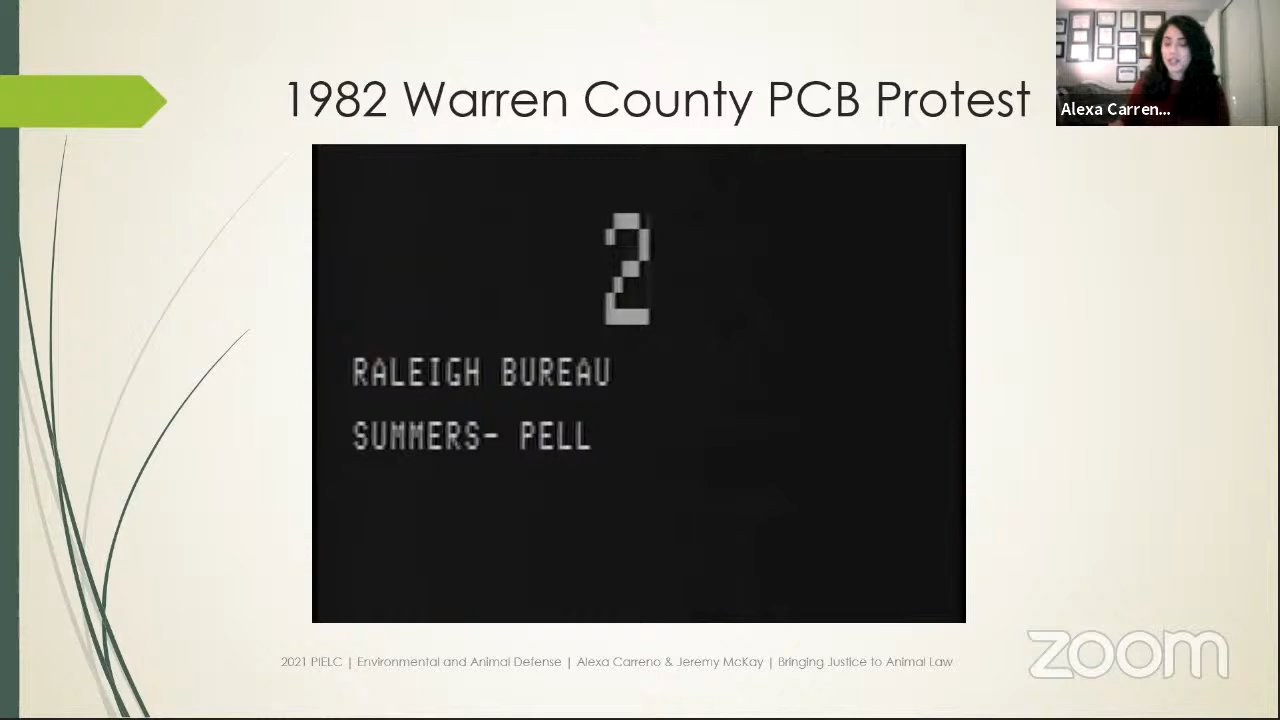 1982 Warren County PCB Protest
Alexa Carren...
2
RALEIGH BUREAU
SUMMERS- PELL
2021 PIELC | Environmental and Animal Defense | Alexa Carreno & Jeremy McKay | Bringing Justice to Animal Law
zoom